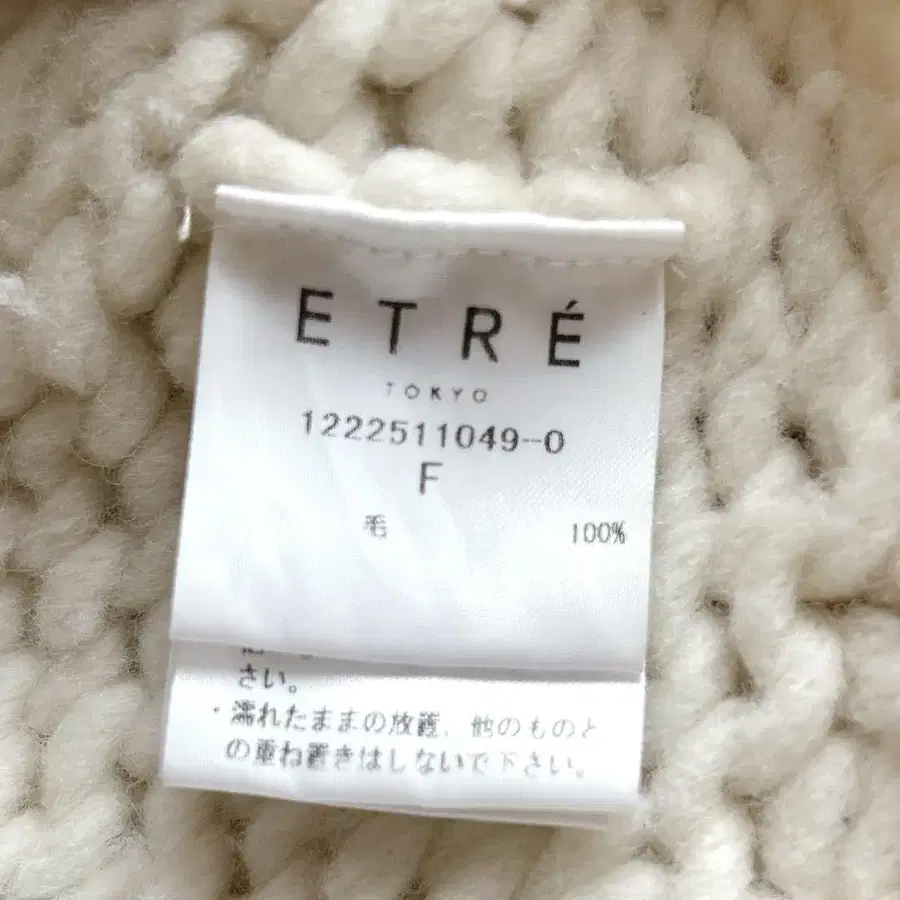 ETRÉ
TOKYO
1222511049-0
F
毛 100%
さい。
・濡れたままの放置、他のものと
の重ね置きはしないで下さい。